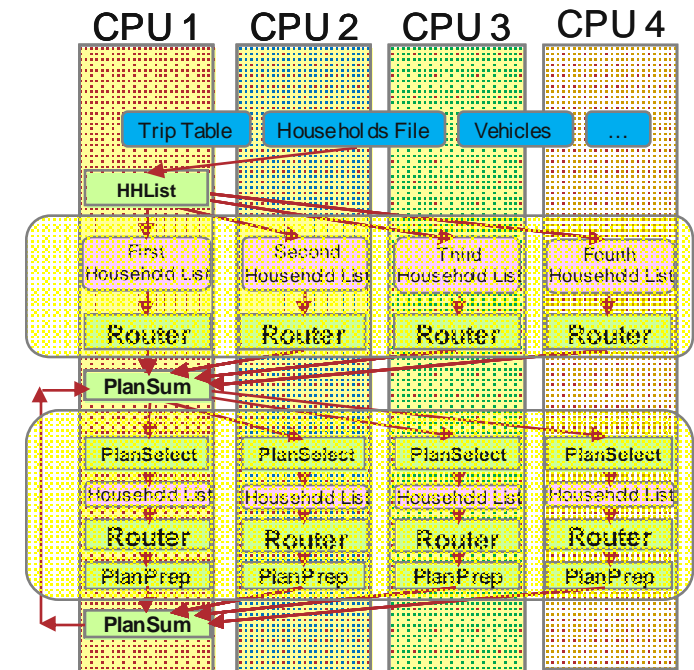 CPU 1 CPU 2 CPU 3 CPU 4
Trip Table Households File Vehicles ...
HHList
First Second Third Fourth
Household List Household List Household List Household List
Router Router Router Router
PlanSum
PlanSelect PlanSelect PlanSelect PlanSelect
Household List Household List Household List Household List
Router Router Router Router
PlanPrep PlanPrep PlanPrep PlanPrep
PlanSum